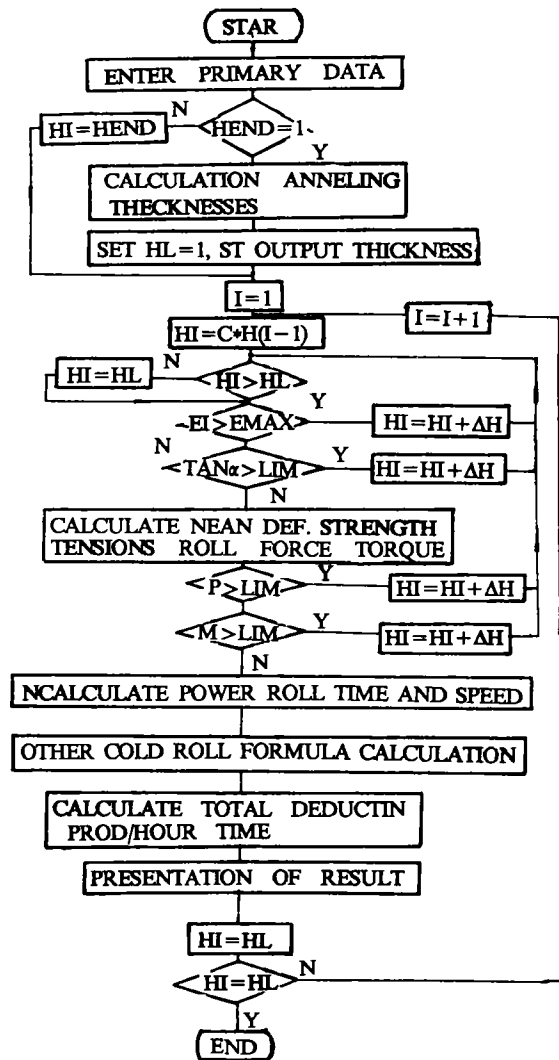 STAR
ENTER PRIMARY DATA
N
HI=HEND
HEND=1
Y
CALCULATION ANNELING
THECKNESSES
SET HL=1, ST OUTPUT THICKNESS
I=1
I=I+1
HI=C*H(I-1)
N
HI=HL
HI>HL
Y
EI>EMAX
HI=HI+ΔH
N
TANα>LIM
Y
HI=HI+ΔH
N
CALCULATE NEAN DEF. STRENGTH
TENSIONS ROLL FORCE TORQUE
P>LIM
Y
HI=HI+ΔH
M>LIM
Y
HI=HI+ΔH
N
NCALCULATE POWER ROLL TIME AND SPEED
OTHER COLD ROLL FORMULA CALCULATION
CALCULATE TOTAL DEDUCTIN
PROD/HOUR TIME
PRESENTATION OF RESULT
HI=HL
HI=HL
N
Y
END